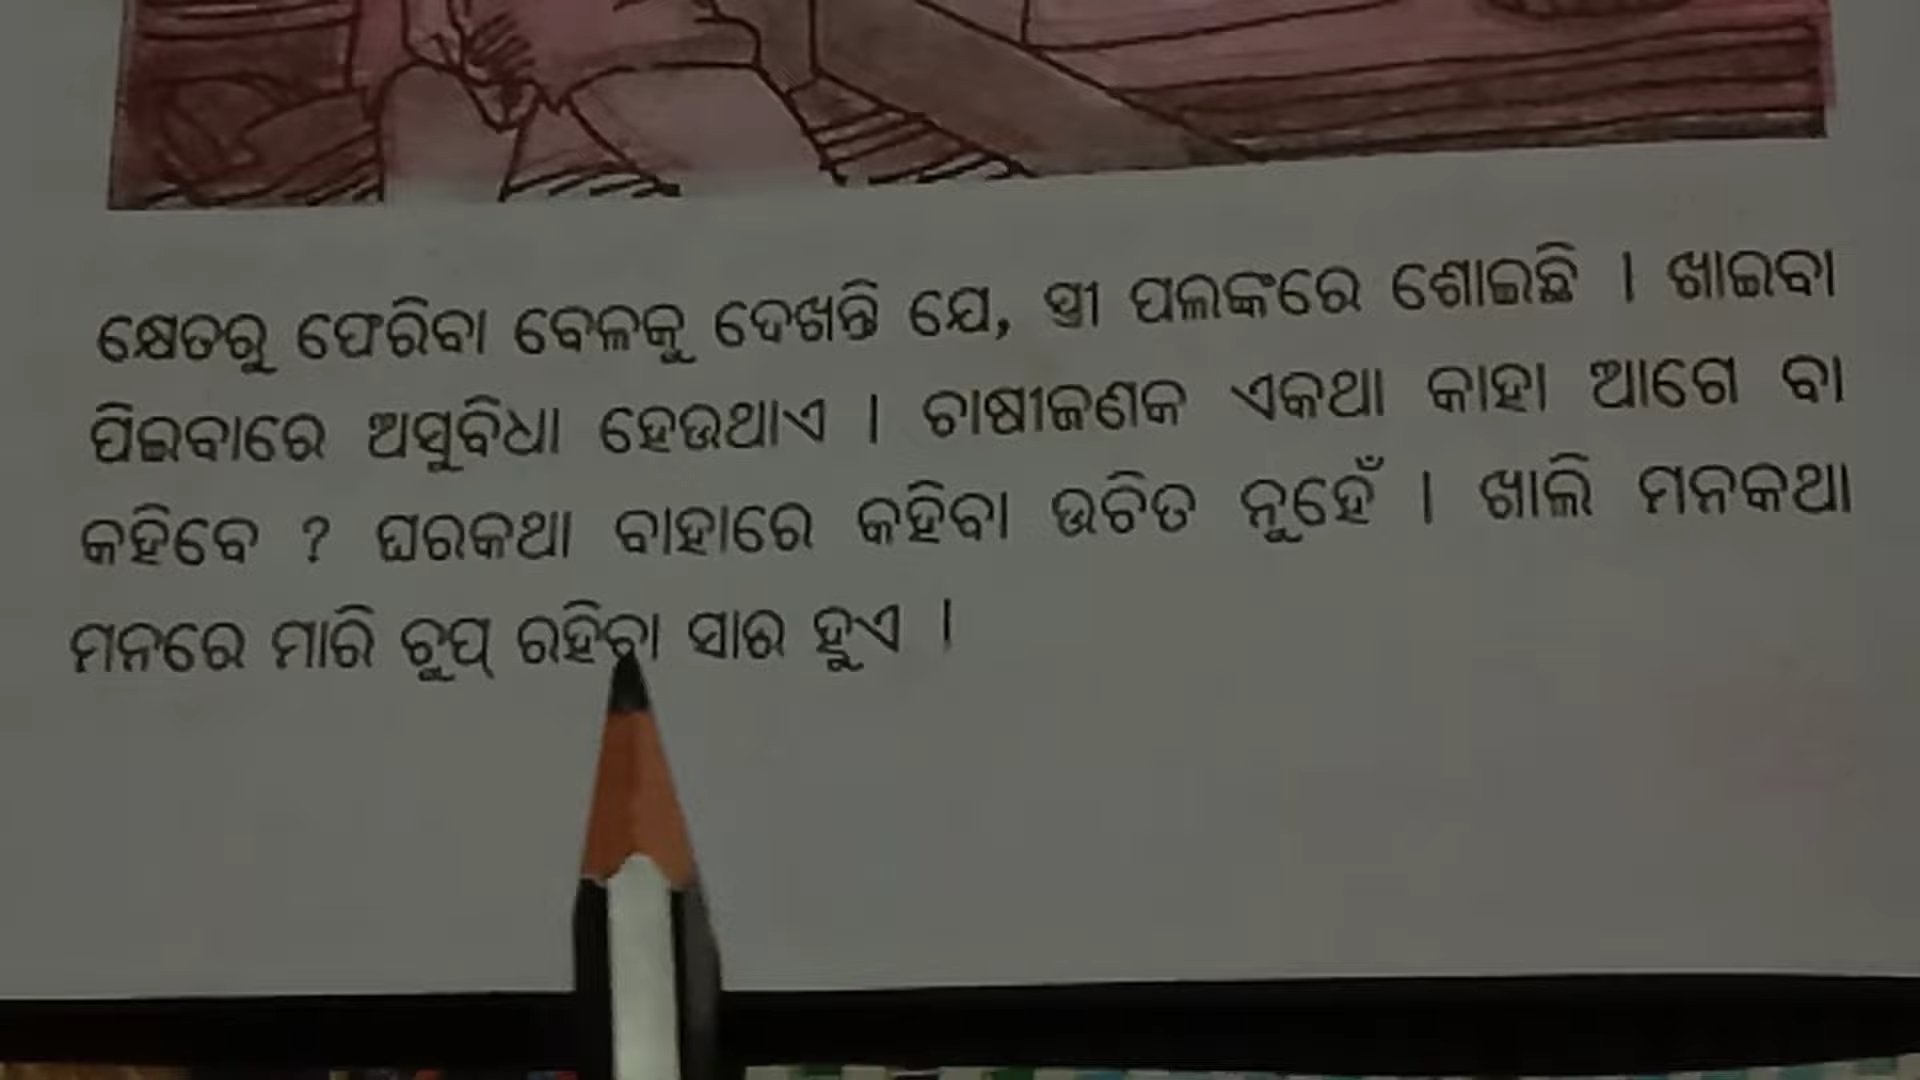 କ୍ଷେତରୁ ଫେରିବା ବେଳକୁ ଦେଖନ୍ତି ଯେ, ସ୍ତ୍ରୀ ପଲଙ୍କରେ ଶୋଇଛି । ଖାଇବା
ପିଇବାରେ ଅସୁବିଧା ହେଉଥାଏ । ଚାଷୀଜଣକ ଏକଥା କାହା ଆଗେ ବା
କହିବେ ? ଘରକଥା ବାହାରେ କହିବା ଉଚିତ ନୁହେଁ । ଖାଲି ମନକଥା
ମନରେ ମାରି ଚୁପ୍ ରହିବା ସାର ହୁଏ ।